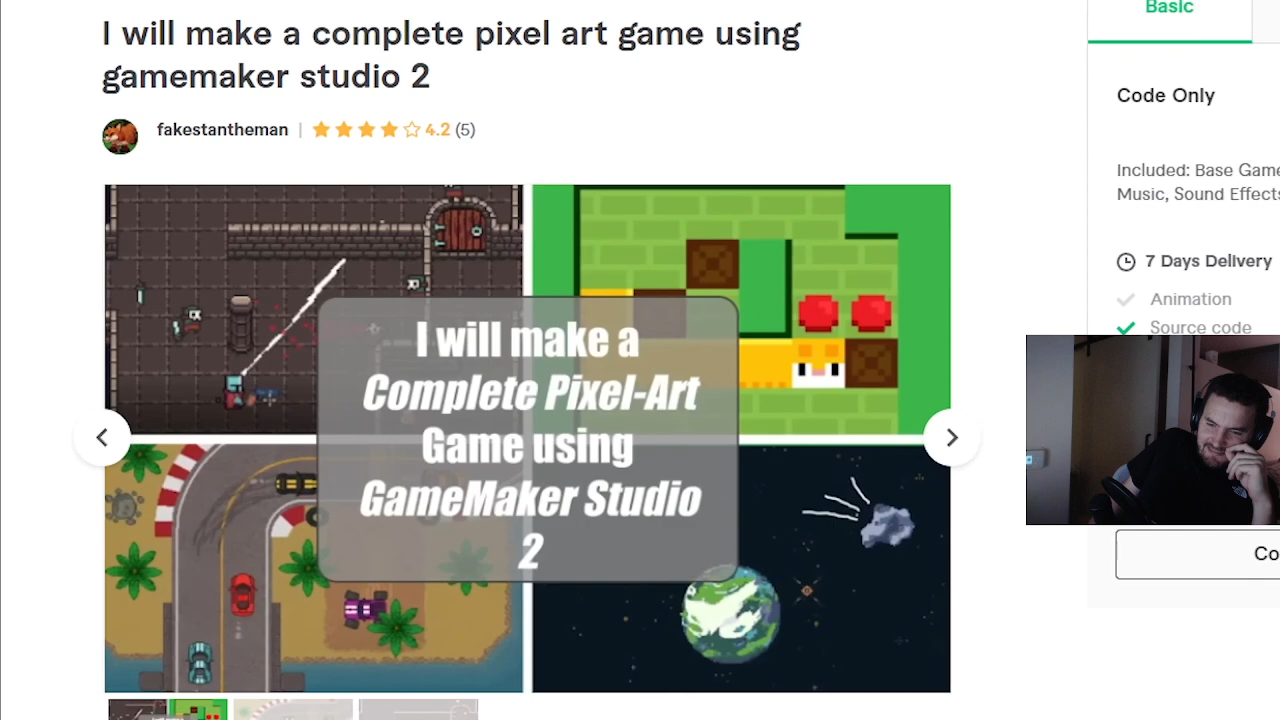 I will make a complete pixel art game using
gamemaker studio 2
fakestantheman | 4.2 (5)
I will make a
Complete Pixel-Art
Game using
GameMaker Studio
2
Basic
Code Only
Included: Base Game
Music, Sound Effects
7 Days Delivery
Animation
Source code
Co